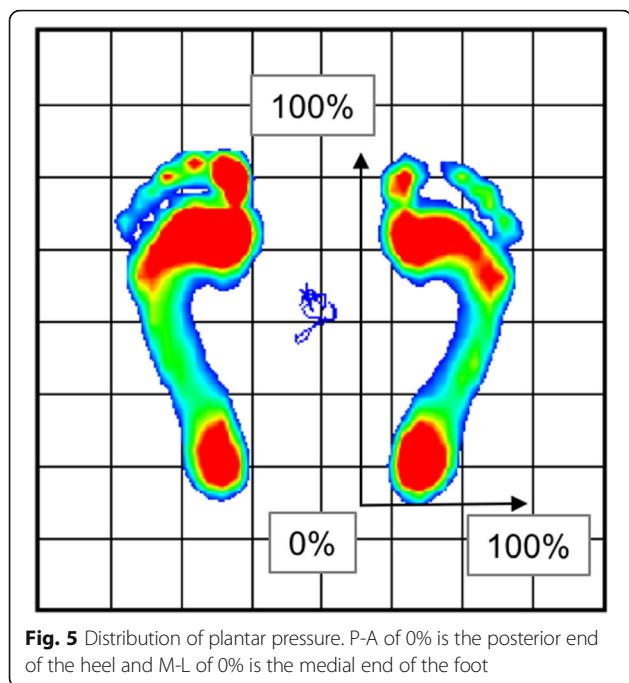 100%
0%
100%
Fig. 5 Distribution of plantar pressure. P-A of 0% is the posterior end
of the heel and M-L of 0% is the medial end of the foot